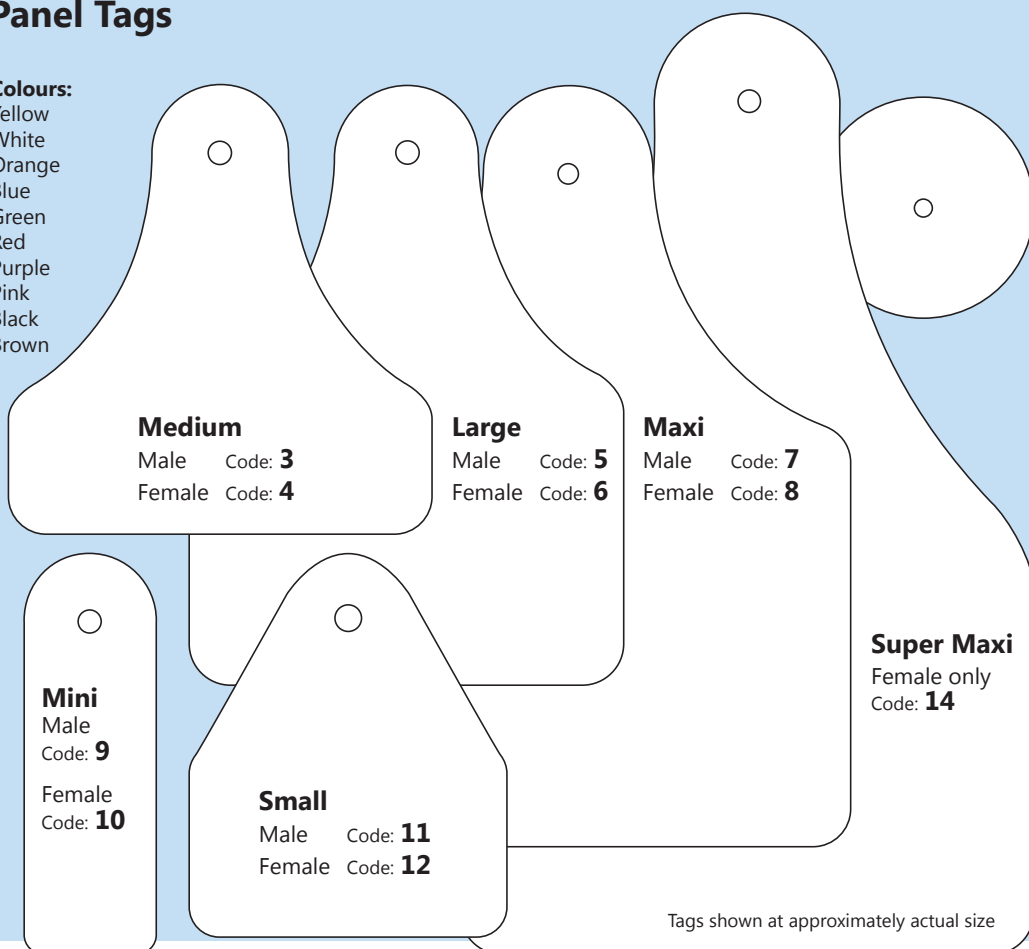 Panel Tags
Colours:
Yellow
White
Orange
Blue
Green
Red
Purple
Pink
Black
Brown
Medium
Male Code: 3
Female Code: 4
Large
Male Code: 5
Female Code: 6
Maxi
Male Code: 7
Female Code: 8
Super Maxi
Female only
Code: 14
Mini
Male
Code: 9
Female
Code: 10
Small
Male Code: 11
Female Code: 12
Tags shown at approximately actual size